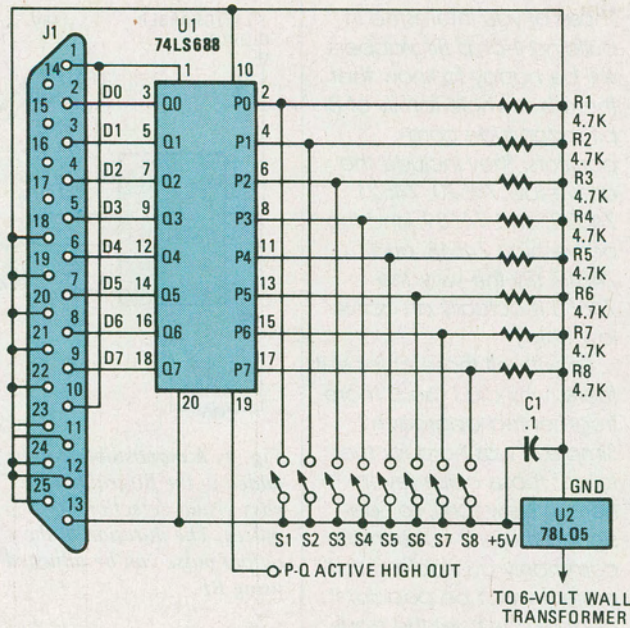 J1
U1
74LS688
1
14
2
15
3
16
4
17
5
18
6
19
7
20
8
21
9
22
10
23
11
24
12
25
13
D0
D1
D2
D3
D4
D5
D6
D7
1
10
3 Q0 P0 2
5 Q1 P1 4
7 Q2 P2 6
9 Q3 P3 8
12 Q4 P4 11
14 Q5 P5 13
16 Q6 P6 15
18 Q7 P7 17
20
19
R1
4.7K
R2
4.7K
R3
4.7K
R4
4.7K
R5
4.7K
R6
4.7K
R7
4.7K
R8
4.7K
C1
.1
GND
U2
78L05
S1 S2 S3 S4 S5 S6 S7 S8 +5V
P-Q ACTIVE HIGH OUT
TO 6-VOLT WALL
TRANSFORMER